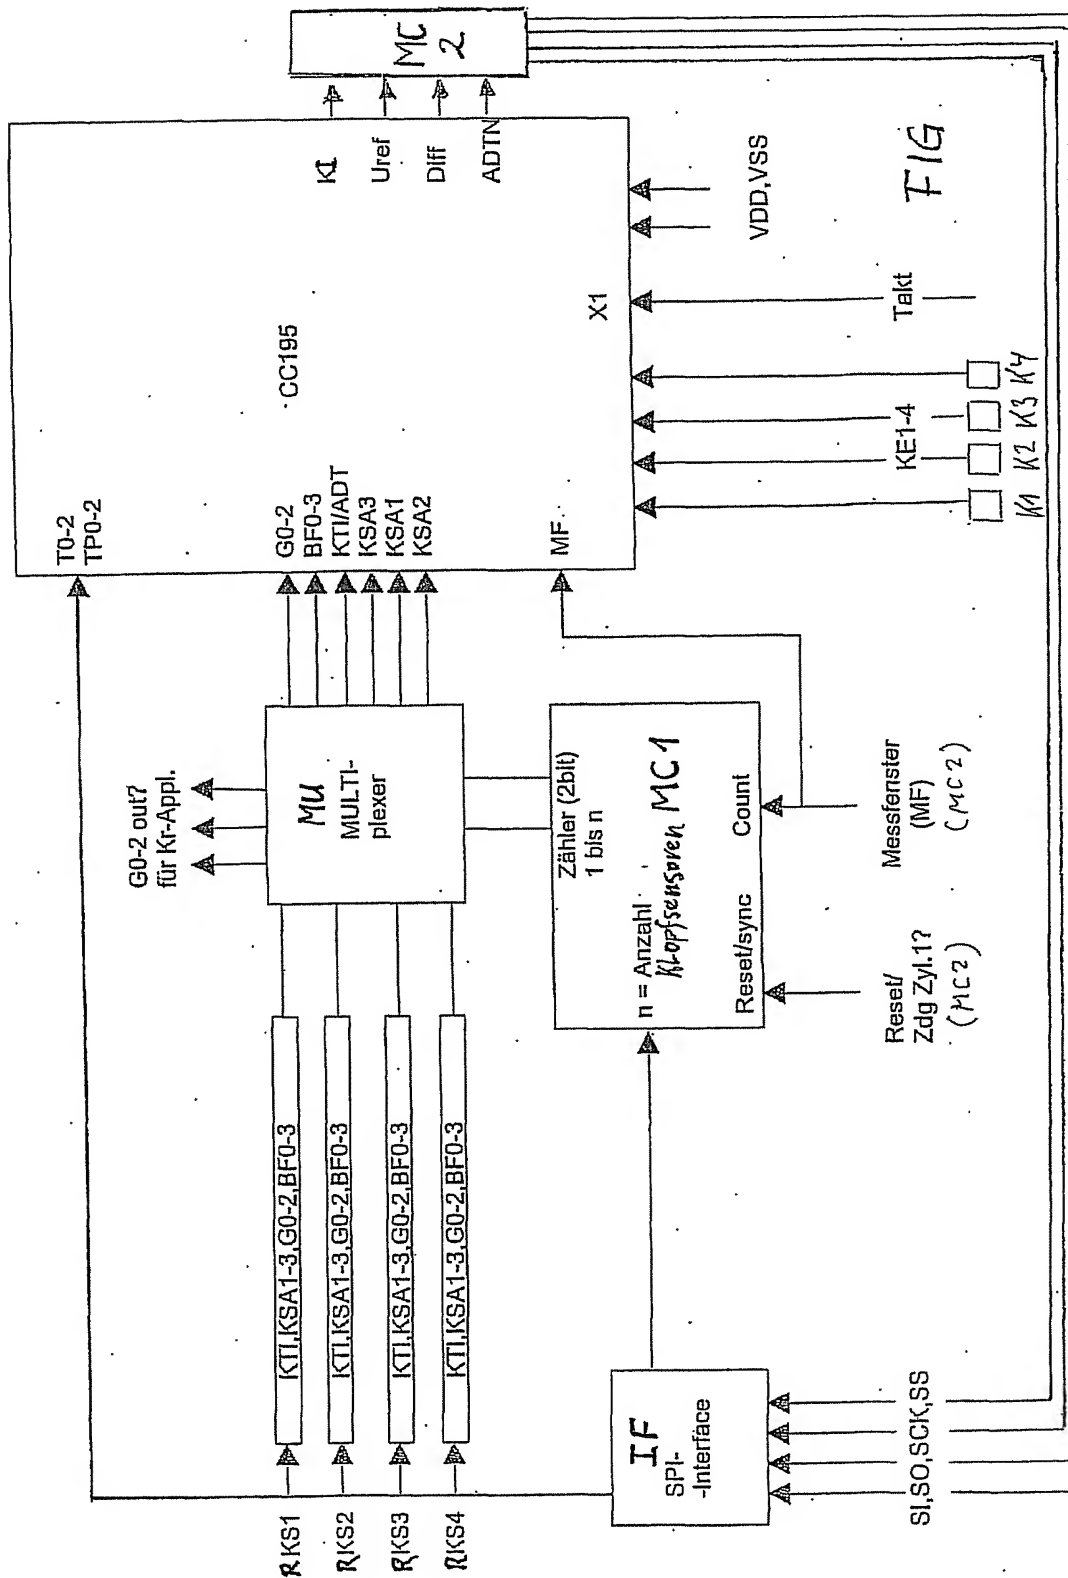 RKS1
RKS2
RKS3
RKS4
KTI,KSA1-3,G0-2,BF0-3
KTI,KSA1-3,G0-2,BF0-3
KTI,KSA1-3,G0-2,BF0-3
KTI,KSA1-3,G0-2,BF0-3
G0-2 out?
für Kr-Appl.
MU
MULTI-
plexer
T0-2
TP0-2
G0-2
BF0-3
KTI/ADT
KSA3
KSA1
KSA2
MF
CC195
X1
KI
Uref
Diff
ADTN
MC
2
IF
SPI-
-Interface
SI,SO,SCK,SS
Zähler (2bit)
1 bis n
n = Anzahl
Klopfsensoren MC1
Reset/sync
Count
Reset/
Zdg Zyl.1?
(MC2)
Messfenster
(MF)
(MC2)
KE1-4
K1 K2 K3 K4
Takt
VDD,VSS
FIG